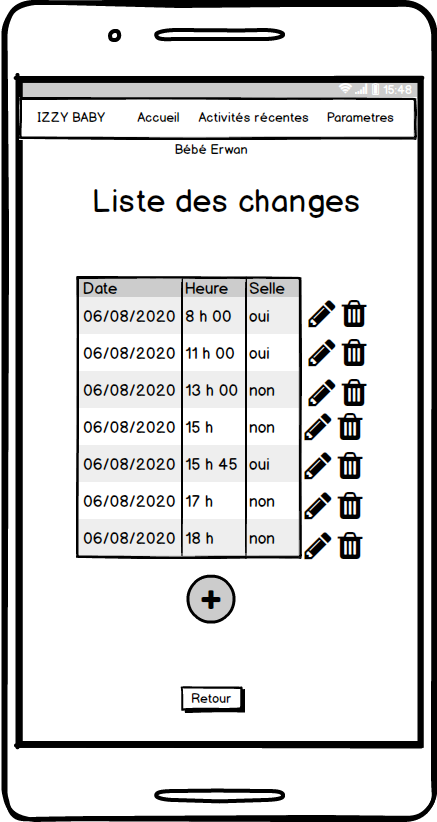 15:48
IZZY BABY Accueil Activités récentes Parametres
Bébé Erwan
Liste des changes
Date Heure Selle
06/08/2020 8 h 00 oui
06/08/2020 11 h 00 oui
06/08/2020 13 h 00 non
06/08/2020 15 h non
06/08/2020 15 h 45 oui
06/08/2020 17 h non
06/08/2020 18 h non
Retour